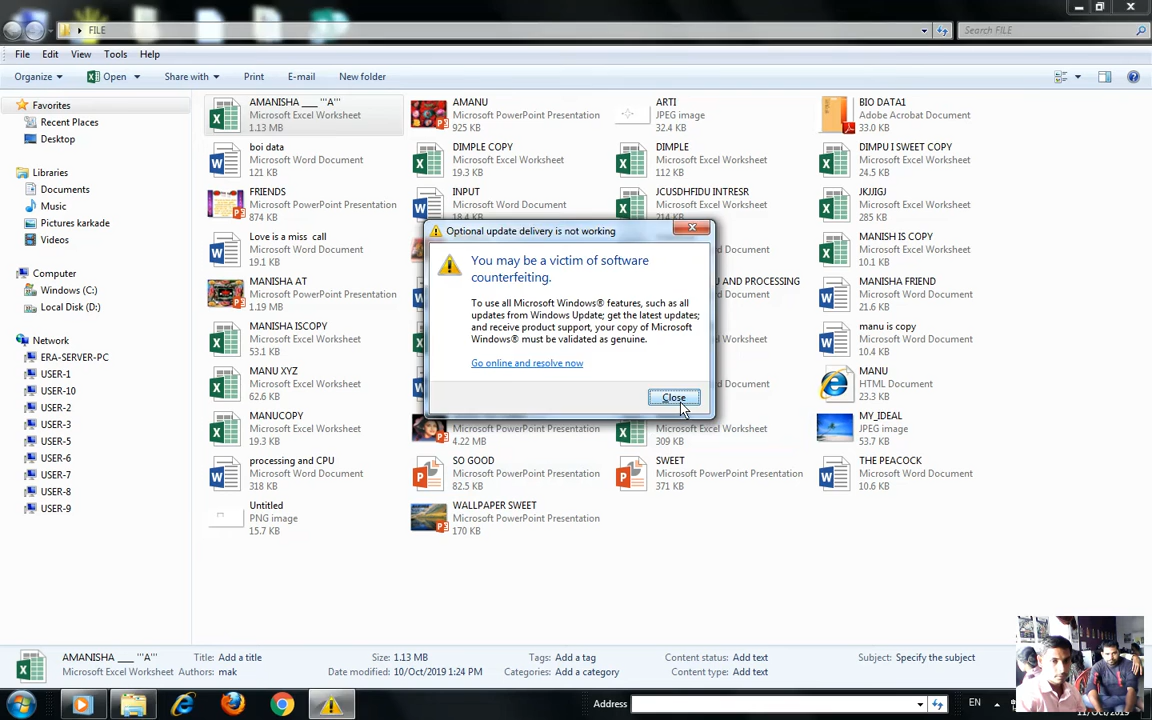 FILE
Search FILE
File Edit View Tools Help
Organize Open Share with Print E-mail New folder
Favorites
Recent Places
Desktop
Libraries
Documents
Music
Pictures karkade
Videos
Computer
Windows (C:)
Local Disk (D:)
Network
ERA-SERVER-PC
USER-1
USER-10
USER-2
USER-3
USER-5
USER-6
USER-7
USER-8
USER-9
AMANISHA ___ '''A'''
Microsoft Excel Worksheet
1.13 MB
AMANU
Microsoft PowerPoint Presentation
925 KB
ARTI
JPEG image
32.4 KB
BIO DATA1
Adobe Acrobat Document
33.0 KB
boi data
Microsoft Word Document
121 KB
DIMPLE COPY
Microsoft Excel Worksheet
19.3 KB
DIMPLE
Microsoft Excel Worksheet
112 KB
DIMPU I SWEET COPY
Microsoft Excel Worksheet
24.5 KB
FRIENDS
Microsoft PowerPoint Presentation
874 KB
INPUT
Microsoft Word Document
18.4 KB
JCUSDHFIDU INTRESR
Microsoft Excel Worksheet
214 KB
JKJIJGJ
Microsoft Excel Worksheet
285 KB
Love is a miss call
Microsoft Word Document
19.1 KB
MANISH IS COPY
Microsoft Excel Worksheet
10.1 KB
MANISHA AT
Microsoft PowerPoint Presentation
1.19 MB
U AND PROCESSING
rd Document
MANISHA FRIEND
Microsoft Word Document
21.6 KB
MANISHA ISCOPY
Microsoft Excel Worksheet
53.1 KB
manu is copy
Microsoft Word Document
10.4 KB
MANU XYZ
Microsoft Excel Worksheet
62.6 KB
rd Document
MANU
HTML Document
23.3 KB
MANUCOPY
Microsoft Excel Worksheet
19.3 KB
Microsoft PowerPoint Presentation
4.22 MB
Microsoft Excel Worksheet
309 KB
MY_IDEAL
JPEG image
53.7 KB
processing and CPU
Microsoft Word Document
318 KB
SO GOOD
Microsoft PowerPoint Presentation
82.5 KB
SWEET
Microsoft PowerPoint Presentation
371 KB
THE PEACOCK
Microsoft Word Document
10.6 KB
Untitled
PNG image
15.7 KB
WALLPAPER SWEET
Microsoft PowerPoint Presentation
170 KB
Optional update delivery is not working
You may be a victim of software
counterfeiting.
To use all Microsoft Windows® features, such as all
updates from Windows Update; get the latest updates;
and receive product support, your copy of Microsoft
Windows® must be validated as genuine.
Go online and resolve now
Close
AMANISHA ___ '''A''' Title: Add a title Size: 1.13 MB Tags: Add a tag Content status: Add text Subject: Specify the subject
Microsoft Excel Worksheet Authors: mak Date modified: 10/Oct/2019 1:24 PM Categories: Add a category Content type: Add text
Address
EN